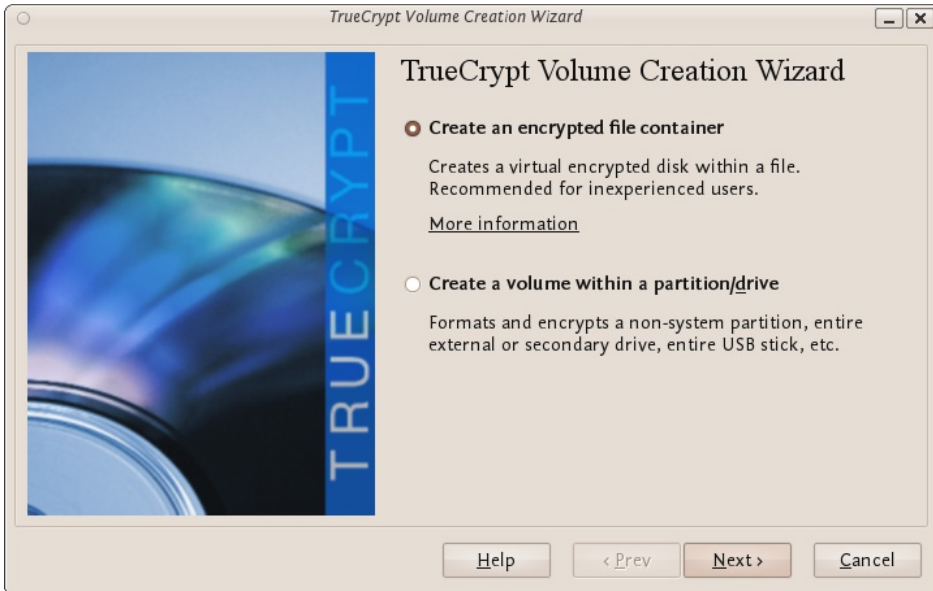 TrueCrypt Volume Creation Wizard
TRUECRYPT
TrueCrypt Volume Creation Wizard
Create an encrypted file container
Creates a virtual encrypted disk within a file.
Recommended for inexperienced users.
More information
Create a volume within a partition/drive
Formats and encrypts a non-system partition, entire
external or secondary drive, entire USB stick, etc.
Help
< Prev
Next >
Cancel